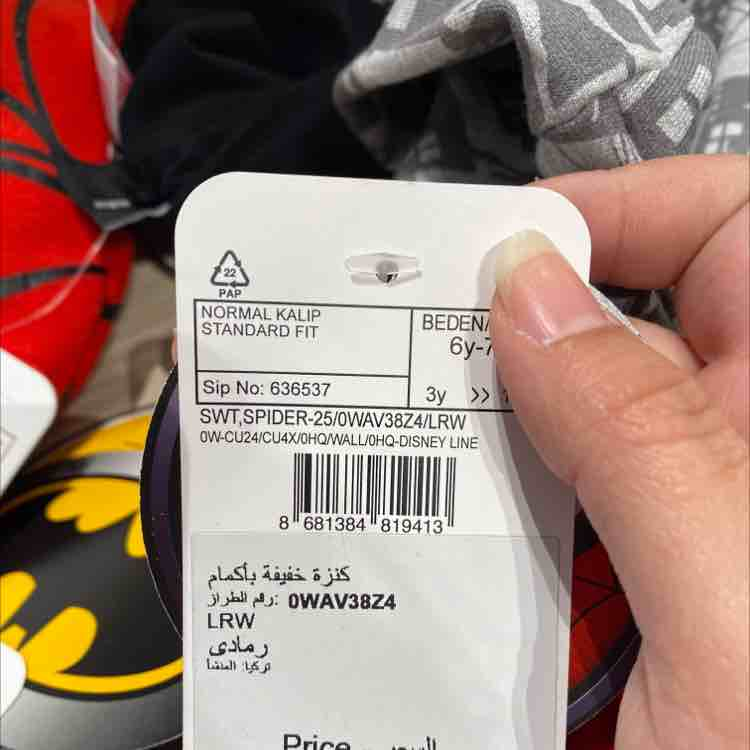 22
PAP
NORMAL KALIP
STANDARD FIT
BEDEN/
6y-7
Sip No: 636537
3y >>
SWT,SPIDER-25/0WAV38Z4/LRW
0W-CU24/CU4X/0HQ/WALL/0HQ-DISNEY LINE
8 681384 819413
كنزة خفيفة بأكمام
رقم الطراز: 0WAV38Z4
LRW
رمادى
تركيا: المنشأ
Price